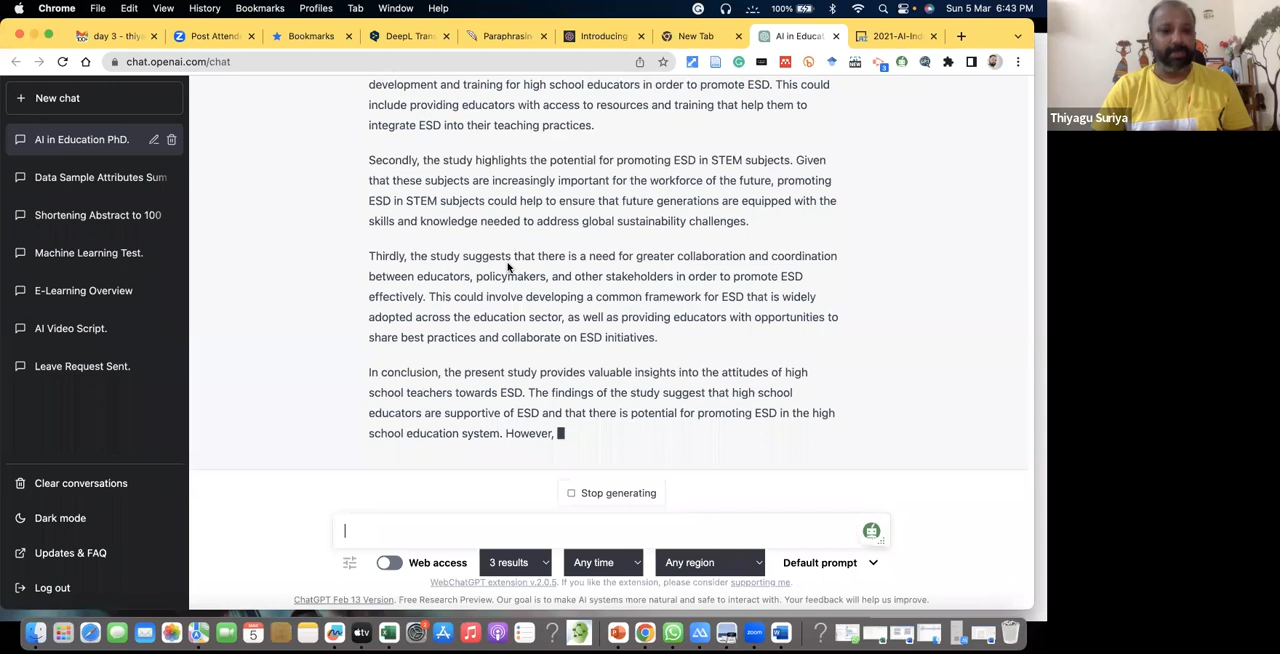 Chrome File Edit View History Bookmarks Profiles Tab Window Help 100% Sun 5 Mar 6:43 PM
day 3 - thiya Post Attend Bookmarks DeepL Tran Paraphrasin Introducing New Tab AI in Educat 2021-AI-Ind
chat.openai.com/chat
Thiyagu Suriya
New chat
AI in Education PhD.
Data Sample Attributes Sum
Shortening Abstract to 100
Machine Learning Test.
E-Learning Overview
AI Video Script.
Leave Request Sent.
Clear conversations
Dark mode
Updates & FAQ
Log out
development and training for high school educators in order to promote ESD. This could
include providing educators with access to resources and training that help them to
integrate ESD into their teaching practices.
Secondly, the study highlights the potential for promoting ESD in STEM subjects. Given
that these subjects are increasingly important for the workforce of the future, promoting
ESD in STEM subjects could help to ensure that future generations are equipped with the
skills and knowledge needed to address global sustainability challenges.
Thirdly, the study suggests that there is a need for greater collaboration and coordination
between educators, policymakers, and other stakeholders in order to promote ESD
effectively. This could involve developing a common framework for ESD that is widely
adopted across the education sector, as well as providing educators with opportunities to
share best practices and collaborate on ESD initiatives.
In conclusion, the present study provides valuable insights into the attitudes of high
school teachers towards ESD. The findings of the study suggest that high school
educators are supportive of ESD and that there is potential for promoting ESD in the high
school education system. However,
Stop generating
Web access 3 results Any time Any region Default prompt
WebChatGPT extension v.2.0.5. If you like the extension, please consider supporting me.
ChatGPT Feb 13 Version. Free Research Preview. Our goal is to make AI systems more natural and safe to interact with. Your feedback will help us improve.